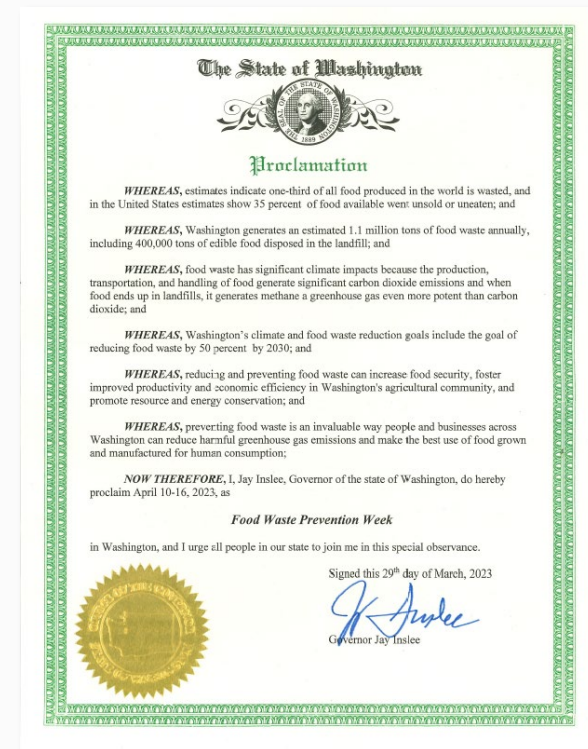 The State of Washington
THE SEAL OF THE STATE OF WASHINGTON
1889
Proclamation
WHEREAS, estimates indicate one-third of all food produced in the world is wasted, and
in the United States estimates show 35 percent of food available went unsold or uneaten; and
WHEREAS, Washington generates an estimated 1.1 million tons of food waste annually,
including 400,000 tons of edible food disposed in the landfill; and
WHEREAS, food waste has significant climate impacts because the production,
transportation, and handling of food generate significant carbon dioxide emissions and when
food ends up in landfills, it generates methane a greenhouse gas even more potent than carbon
dioxide; and
WHEREAS, Washington's climate and food waste reduction goals include the goal of
reducing food waste by 50 percent by 2030; and
WHEREAS, reducing and preventing food waste can increase food security, foster
improved productivity and economic efficiency in Washington's agricultural community, and
promote resource and energy conservation; and
WHEREAS, preventing food waste is an invaluable way people and businesses across
Washington can reduce harmful greenhouse gas emissions and make the best use of food grown
and manufactured for human consumption;
NOW THEREFORE, I, Jay Inslee, Governor of the state of Washington, do hereby
proclaim April 10-16, 2023, as
Food Waste Prevention Week
in Washington, and I urge all people in our state to join me in this special observance.
Signed this 29th day of March, 2023
Jay Inslee
Governor Jay Inslee